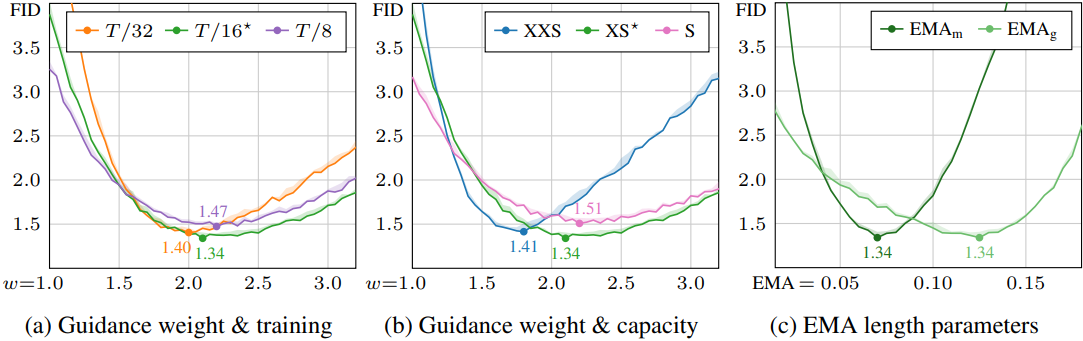 FID
T/32 T/16★ T/8
3.5
3.0
2.5
2.0
1.5
1.47
1.40
1.34
w=1.0 1.5 2.0 2.5 3.0
(a) Guidance weight & training
FID
XXS XS★ S
3.5
3.0
2.5
2.0
1.5
1.51
1.41
1.34
w=1.0 1.5 2.0 2.5 3.0
(b) Guidance weight & capacity
FID
EMAm EMAg
3.5
3.0
2.5
2.0
1.5
1.34 1.34
EMA = 0.05 0.10 0.15
(c) EMA length parameters